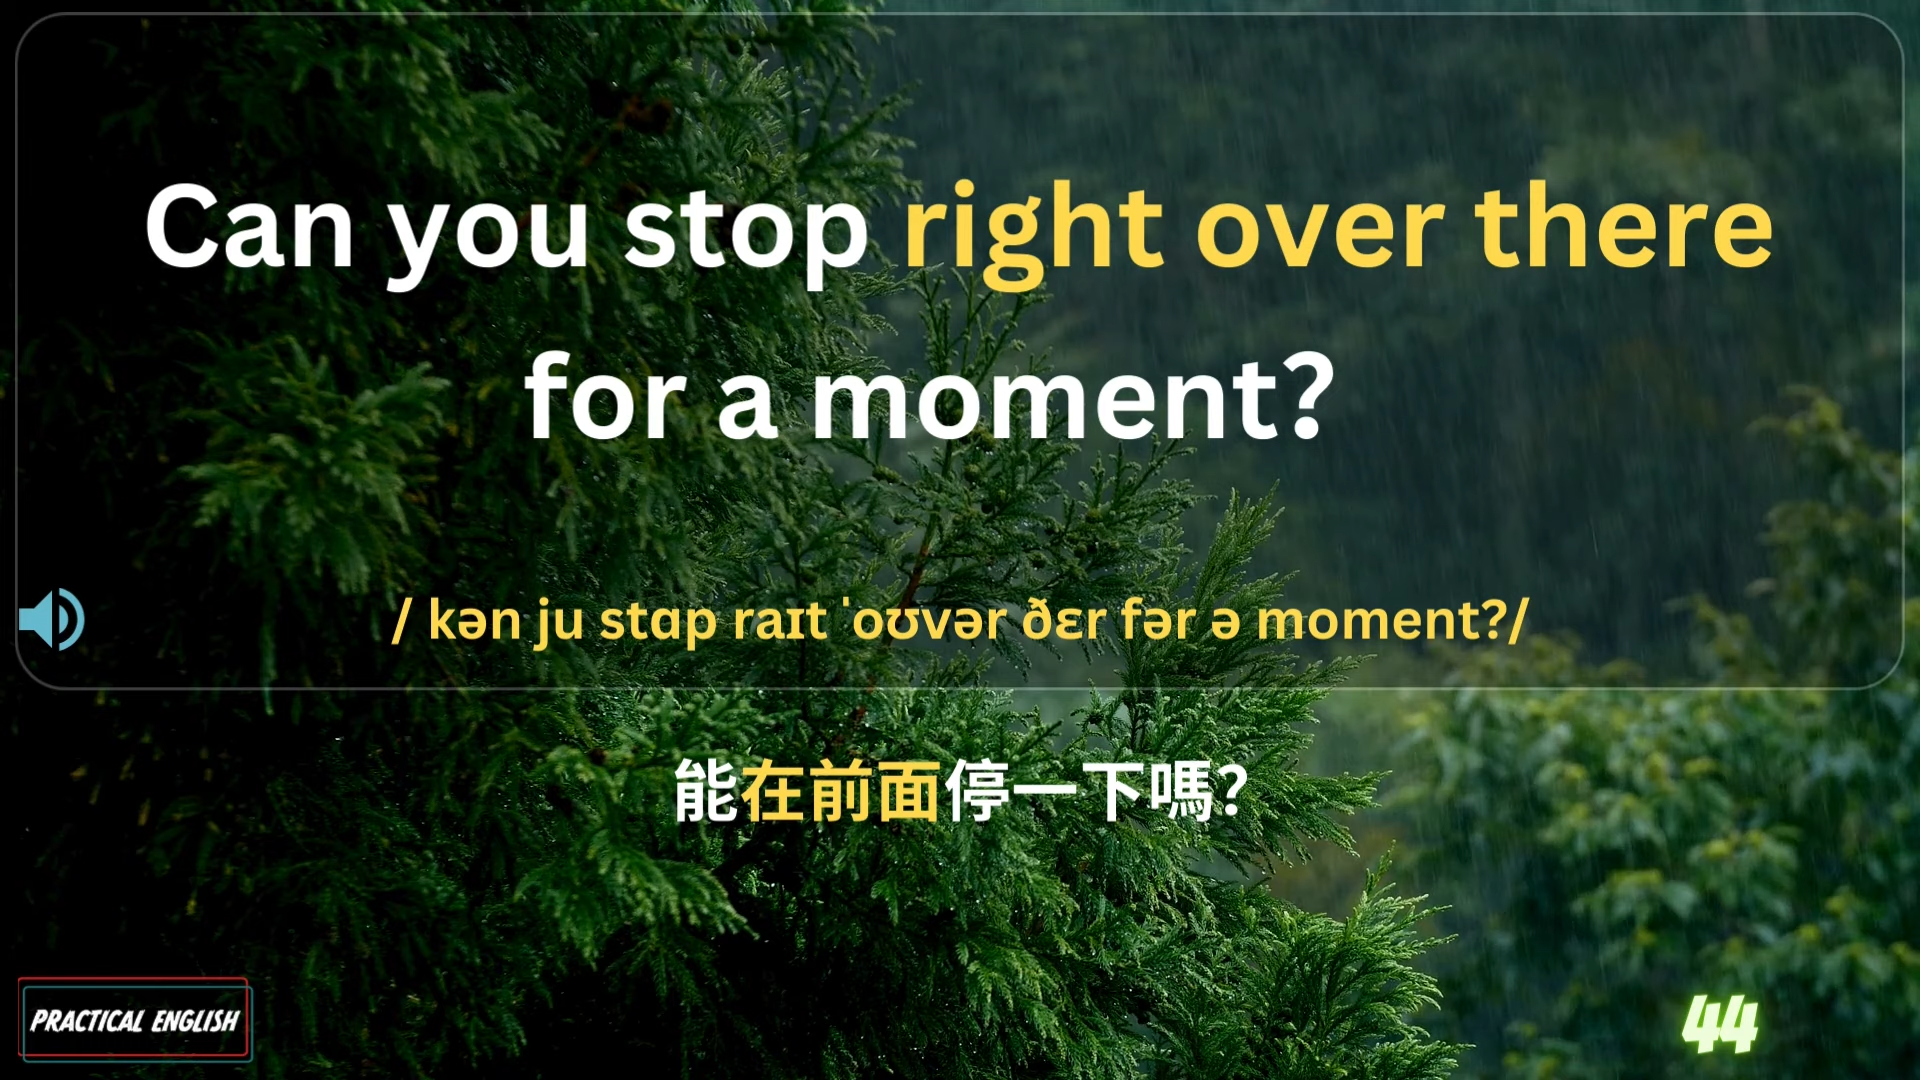 Can you stop right over there
for a moment?
/ kən ju stɑp raɪt ˈoʊvər ðɛr fər ə moment?/
能在前面停一下嗎?
PRACTICAL ENGLISH
44